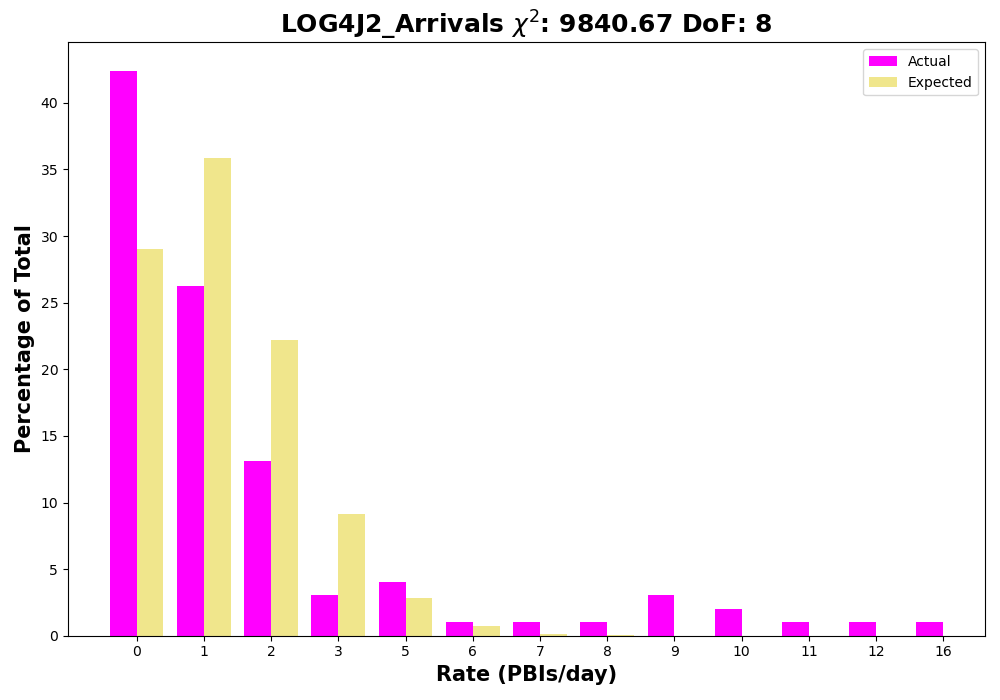 LOG4J2_Arrivals χ²: 9840.67 DoF: 8
Actual
Expected
Percentage of Total
40
35
30
25
20
15
10
5
0
0 1 2 3 5 6 7 8 9 10 11 12 16
Rate (PBIs/day)